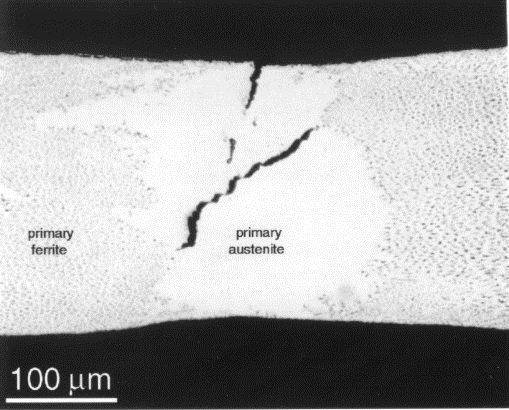 primary
ferrite
primary
austenite
100 μm